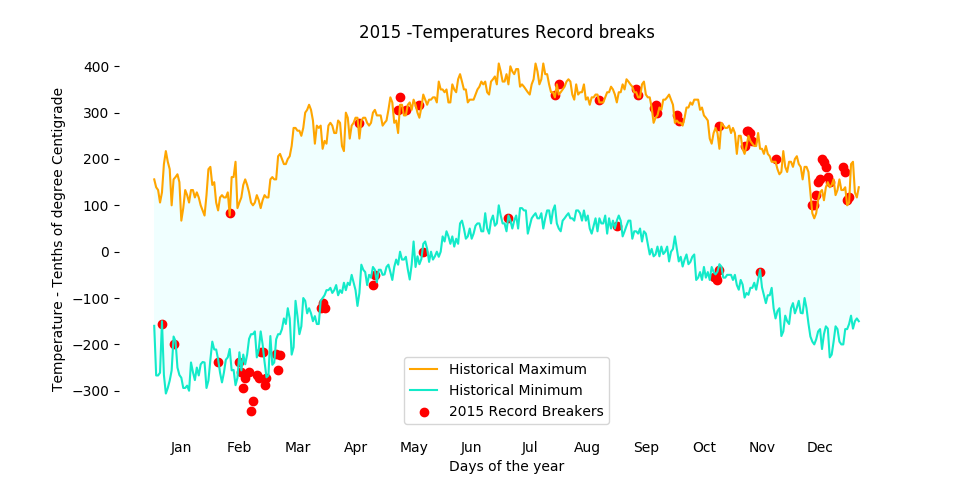 2015 -Temperatures Record breaks
Temperature - Tenths of degree Centigrade
400
300
200
100
0
−100
−200
−300
Historical Maximum
Historical Minimum
2015 Record Breakers
Jan Feb Mar Apr May Jun Jul Aug Sep Oct Nov Dec
Days of the year